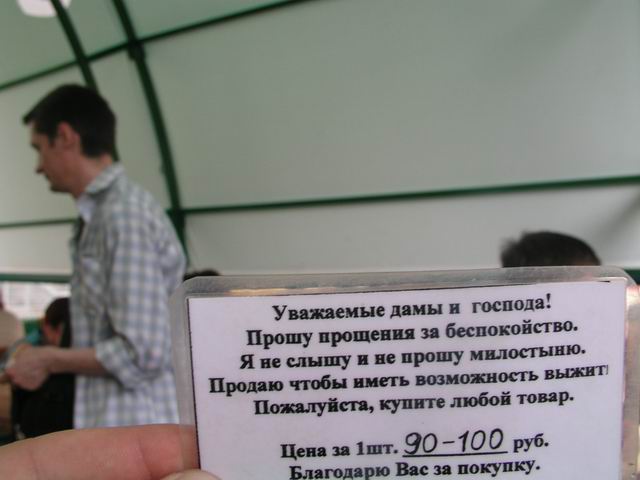 Уважаемые дамы и господа!
Прошу прощения за беспокойство.
Я не слышу и не прошу милостыню.
Продаю чтобы иметь возможность выжит
Пожалуйста, купите любой товар.
Цена за 1шт. 90-100 руб.
Благодарю Вас за покупку.